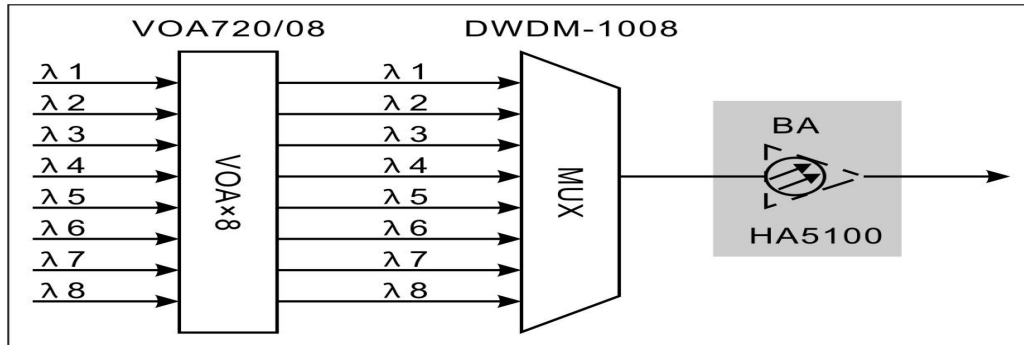 VOA720/08
DWDM-1008
λ 1
λ 2
λ 3
λ 4
λ 5
λ 6
λ 7
λ 8
VOA×8
λ 1
λ 2
λ 3
λ 4
λ 5
λ 6
λ 7
λ 8
MUX
BA
HA5100